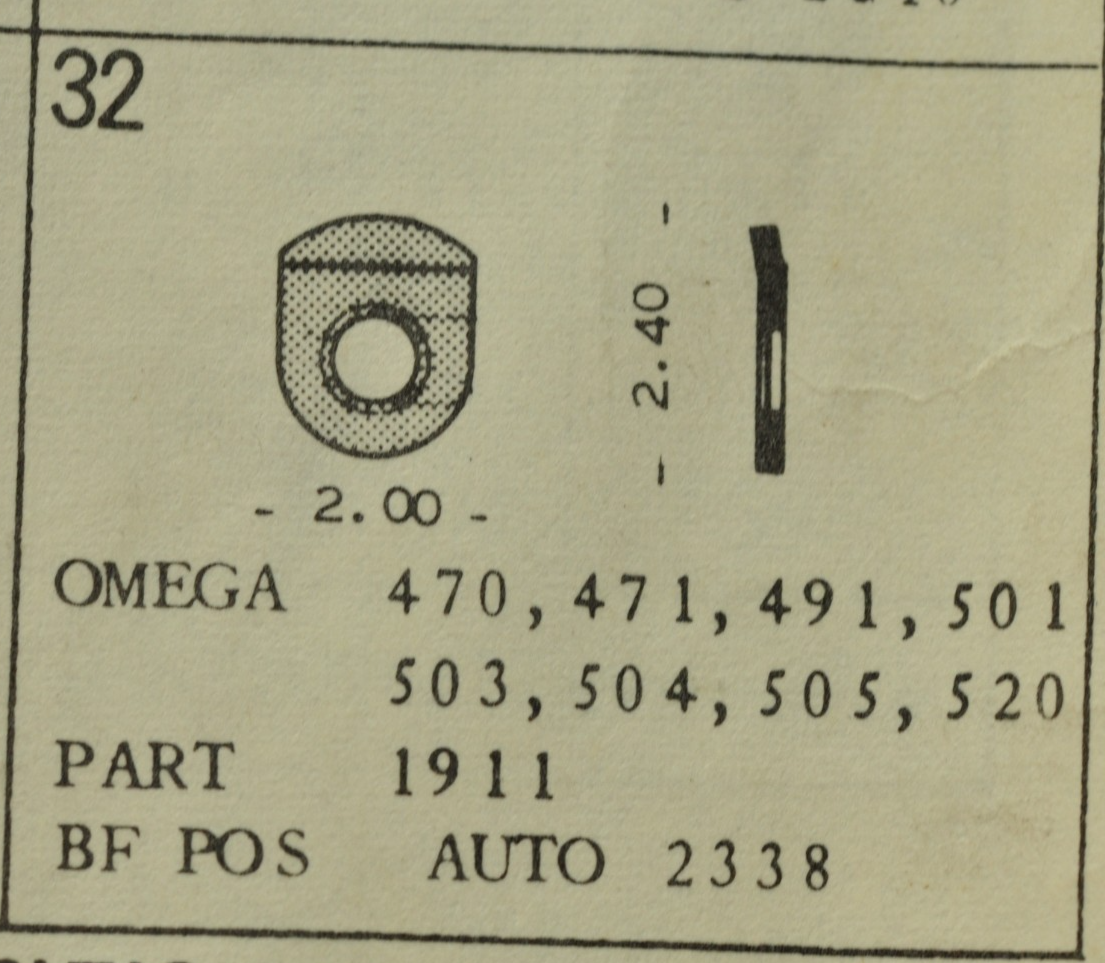 32
- 2.40 -
- 2.00 -
OMEGA 470, 471, 491, 501
503, 504, 505, 520
PART 1911
BF POS AUTO 2338